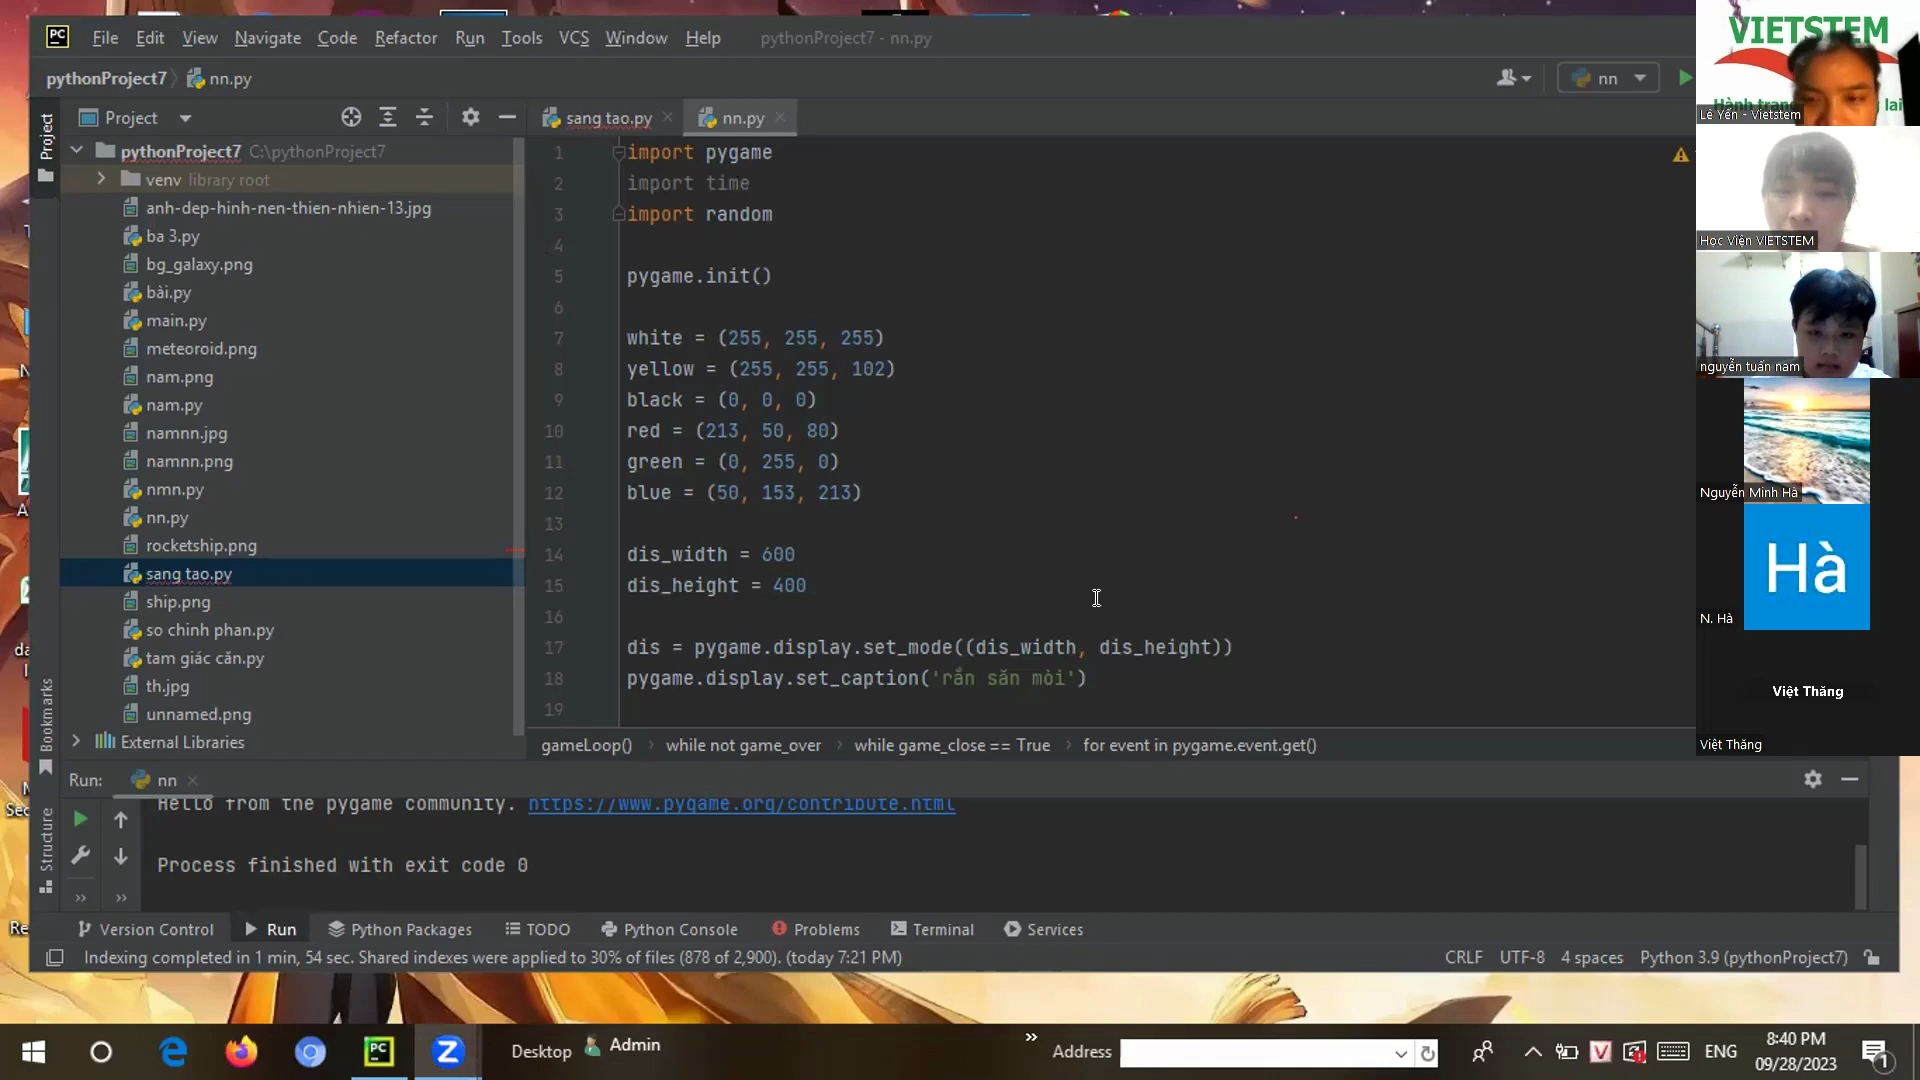 File Edit View Navigate Code Refactor Run Tools VCS Window Help pythonProject7 - nn.py
pythonProject7 nn.py
nn
Project
sang tao.py
nn.py
Project
pythonProject7 C:\pythonProject7
venv library root
anh-dep-hinh-nen-thien-nhien-13.jpg
ba 3.py
bg_galaxy.png
bài.py
main.py
meteoroid.png
nam.png
nam.py
namnn.jpg
namnn.png
nmn.py
nn.py
rocketship.png
sang tao.py
ship.png
so chinh phan.py
tam giác căn.py
th.jpg
unnamed.png
External Libraries
1 import pygame
2 import time
3 import random
4
5 pygame.init()
6
7 white = (255, 255, 255)
8 yellow = (255, 255, 102)
9 black = (0, 0, 0)
10 red = (213, 50, 80)
11 green = (0, 255, 0)
12 blue = (50, 153, 213)
13
14 dis_width = 600
15 dis_height = 400
16
17 dis = pygame.display.set_mode((dis_width, dis_height))
18 pygame.display.set_caption('rắn săn mồi')
19
gameLoop() while not game_over while game_close == True for event in pygame.event.get()
Bookmarks
Structure
Run: nn
Hello from the pygame community. https://www.pygame.org/contribute.html
Process finished with exit code 0
Version Control Run Python Packages TODO Python Console Problems Terminal Services
Indexing completed in 1 min, 54 sec. Shared indexes were applied to 30% of files (878 of 2,900). (today 7:21 PM)
CRLF UTF-8 4 spaces Python 3.9 (pythonProject7)
VIETSTEM
Lê Yến - Vietstem
Học Viện VIETSTEM
nguyễn tuấn nam
Nguyễn Minh Hà
Hà
N. Hà
Việt Thăng
Việt Thăng
Desktop Admin
Address
ENG
8:40 PM
09/28/2023
1